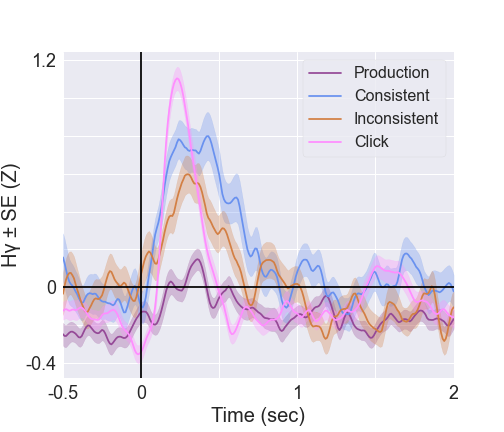 1.2
Production
Consistent
Inconsistent
Click
Hγ ± SE (Z)
0
-0.4
-0.5 0 1 2
Time (sec)